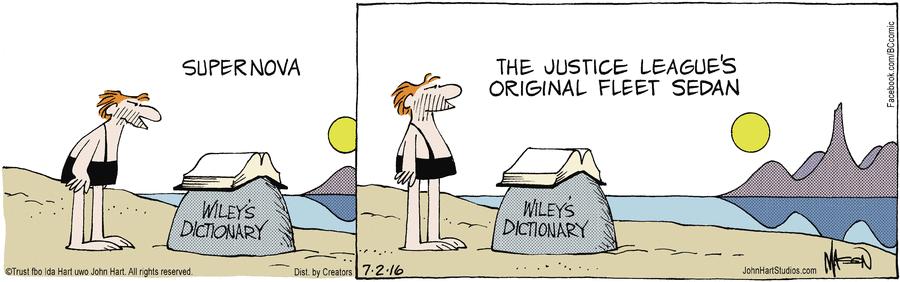 SUPERNOVA
WILEY'S
DICTIONARY
©Trust fbo Ida Hart uwo John Hart. All rights reserved.
Dist. by Creators
THE JUSTICE LEAGUE'S
ORIGINAL FLEET SEDAN
WILEY'S
DICTIONARY
7-2-16
JohnHartStudios.com
MASON
Facebook.com/BCcomic